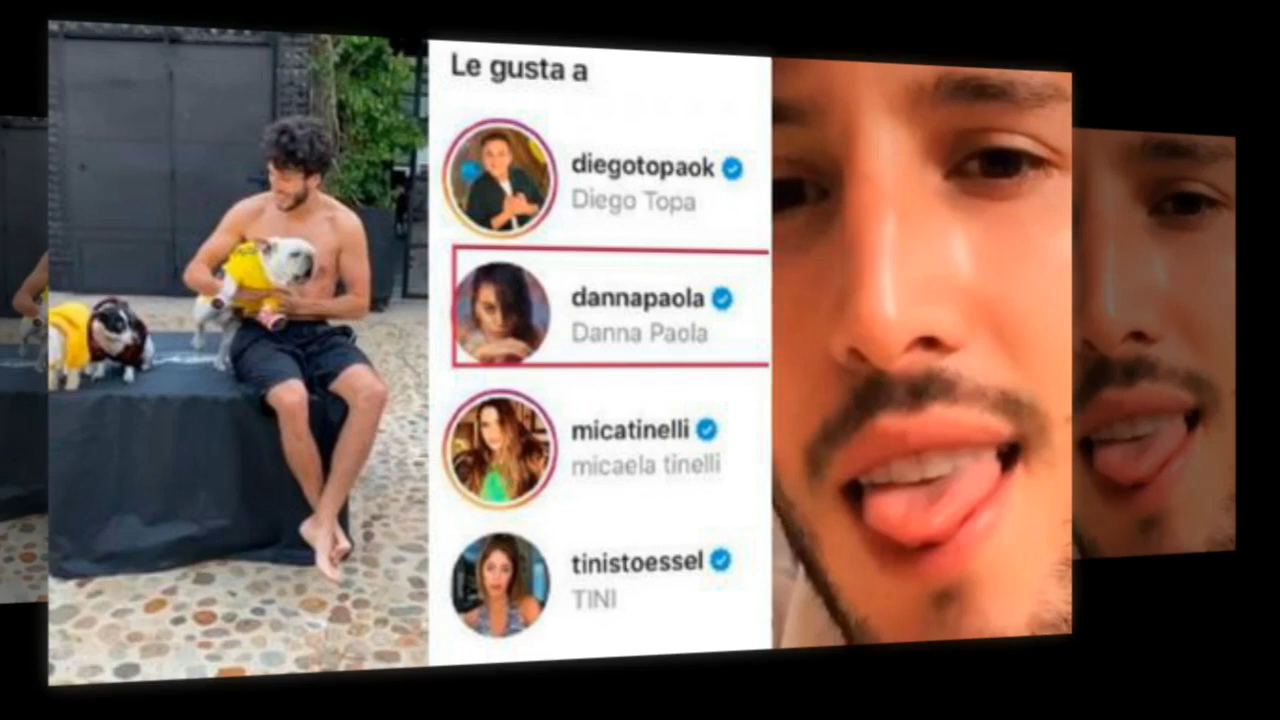 Le gusta a
diegotopaok
Diego Topa
dannapaola
Danna Paola
micatinelli
micaela tinelli
tinistoessel
TINI